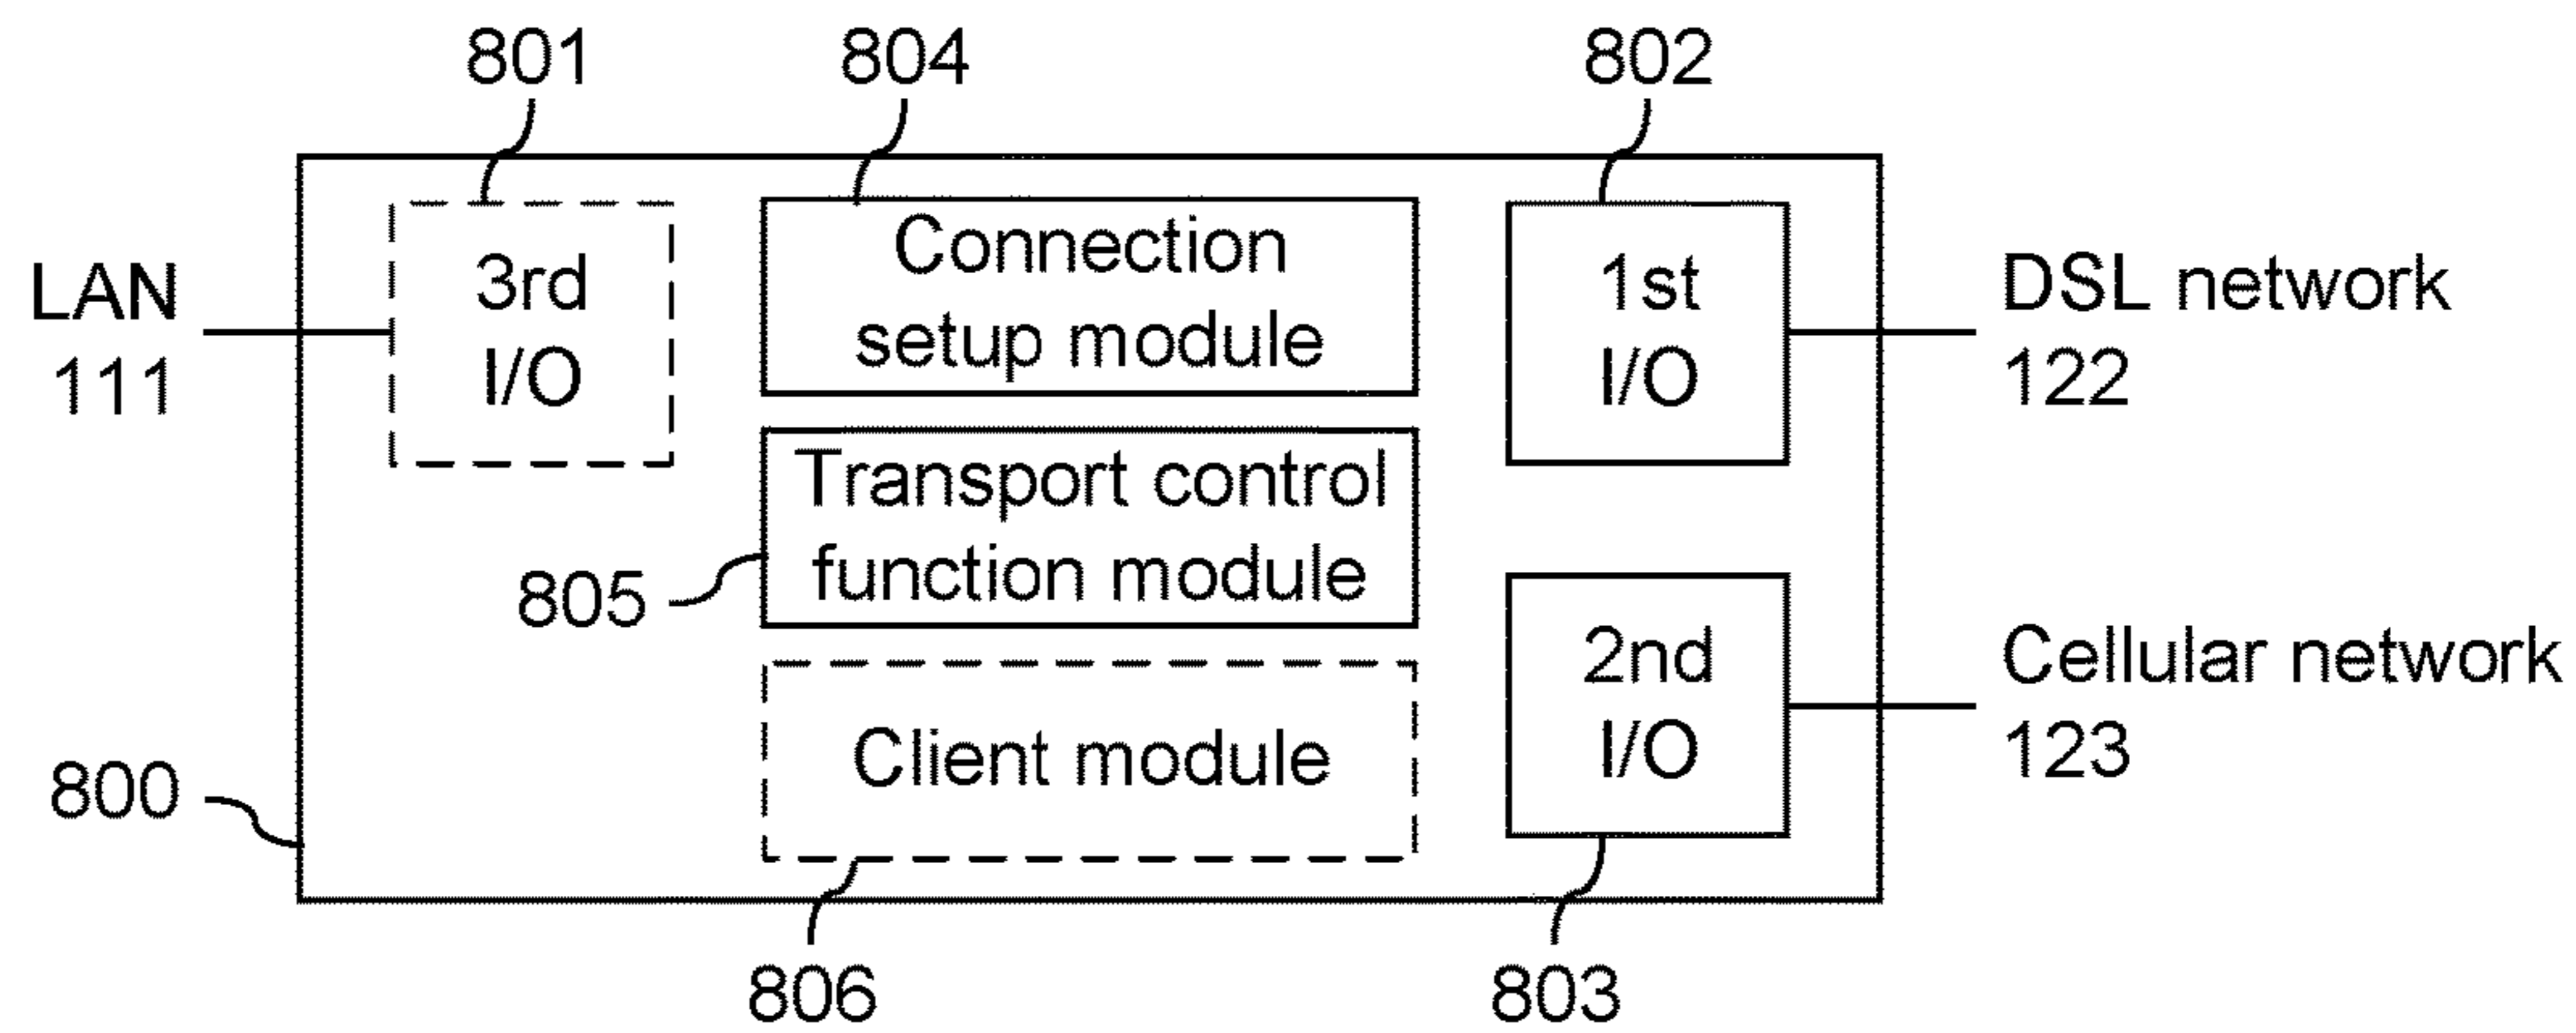 801
804
802
LAN
111
3rd
I/O
Connection
setup module
1st
I/O
DSL network
122
Transport control
function module
805
2nd
I/O
Cellular network
123
Client module
800
806
803